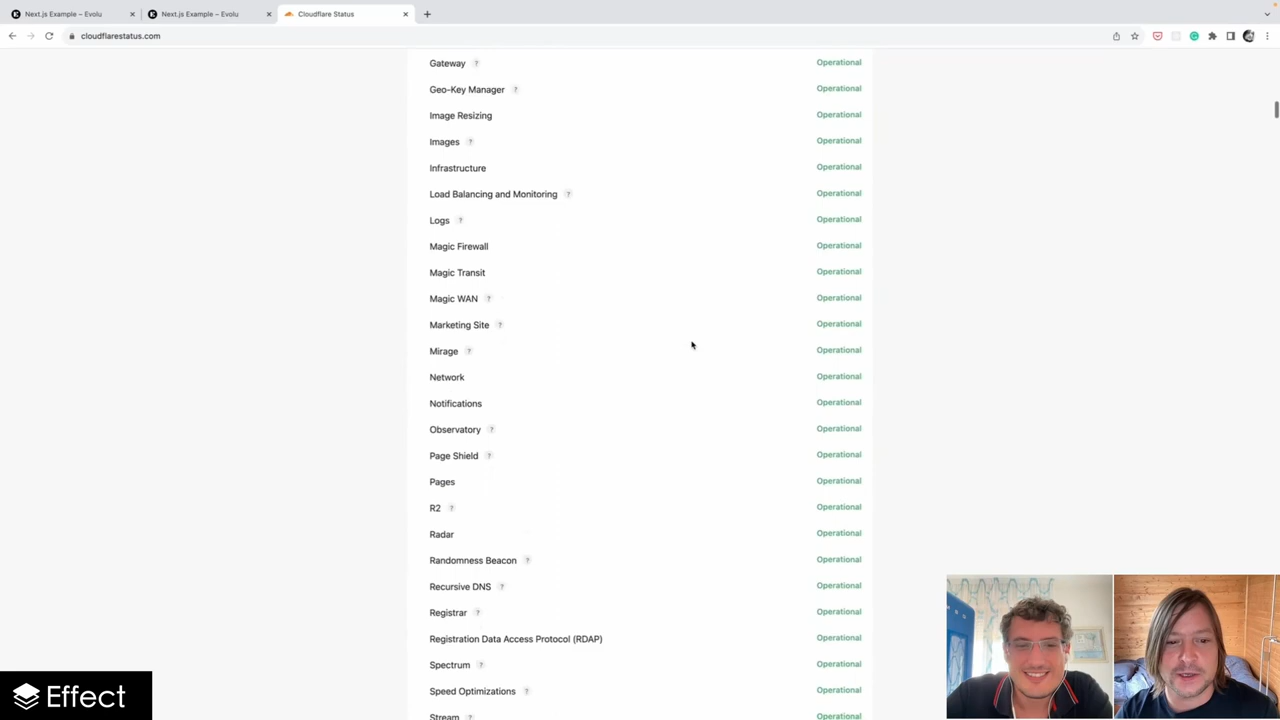 Next.js Example – Evolu
Next.js Example – Evolu
Cloudflare Status
cloudflarestatus.com
Gateway ? Operational
Geo-Key Manager ? Operational
Image Resizing Operational
Images ? Operational
Infrastructure Operational
Load Balancing and Monitoring ? Operational
Logs ? Operational
Magic Firewall Operational
Magic Transit Operational
Magic WAN ? Operational
Marketing Site ? Operational
Mirage ? Operational
Network Operational
Notifications Operational
Observatory ? Operational
Page Shield ? Operational
Pages Operational
R2 ? Operational
Radar Operational
Randomness Beacon ? Operational
Recursive DNS ? Operational
Registrar ? Operational
Registration Data Access Protocol (RDAP) Operational
Spectrum ? Operational
Speed Optimizations ? Operational
Stream ? Operational
Effect